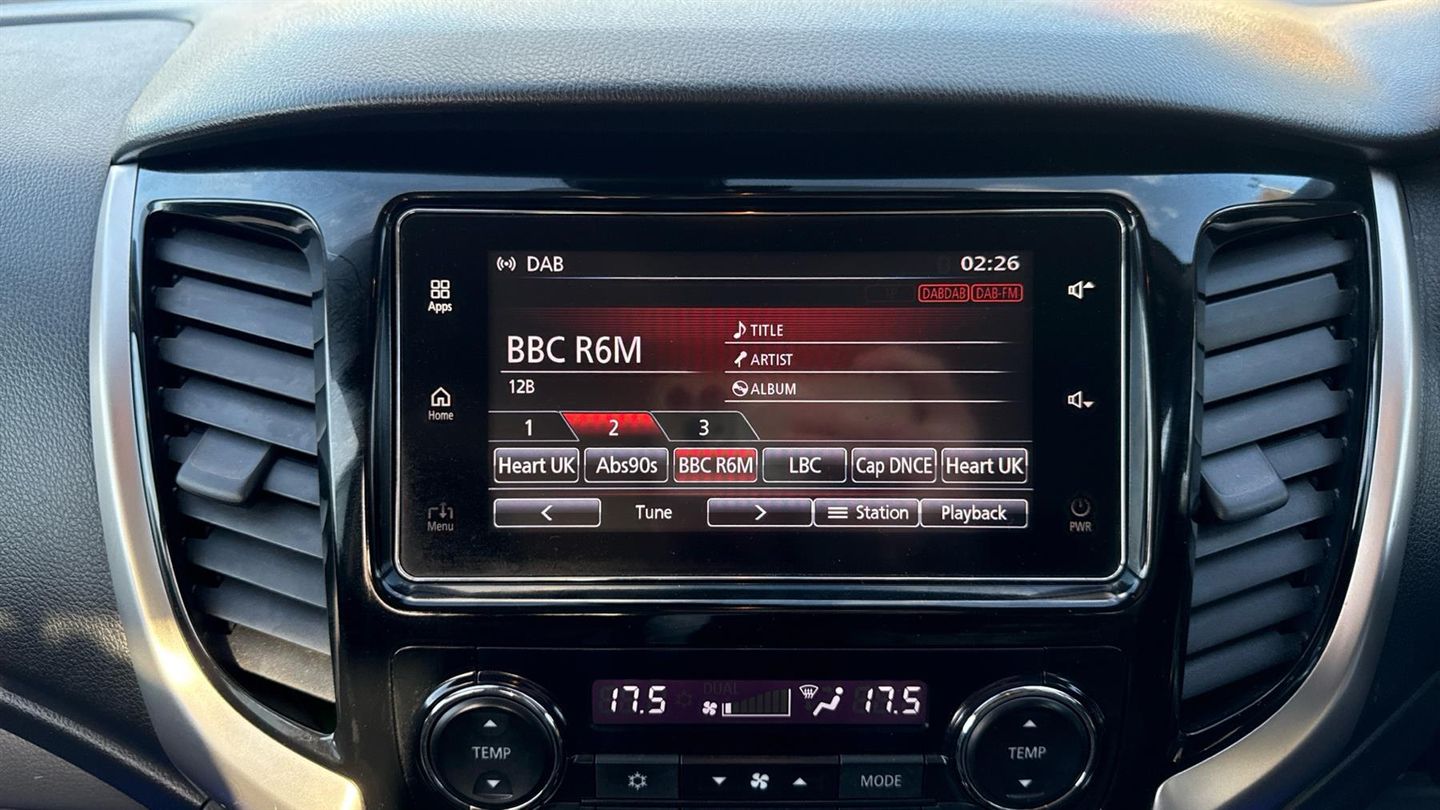 DAB 02:26
DABDAB DAB-FM
Apps
TITLE
BBC R6M
ARTIST
12B
ALBUM
Home
1 2 3
Heart UK Abs90s BBC R6M LBC Cap DNCE Heart UK
< Tune > Station Playback
Menu
PWR
17.5 DUAL 17.5
TEMP TEMP
MODE